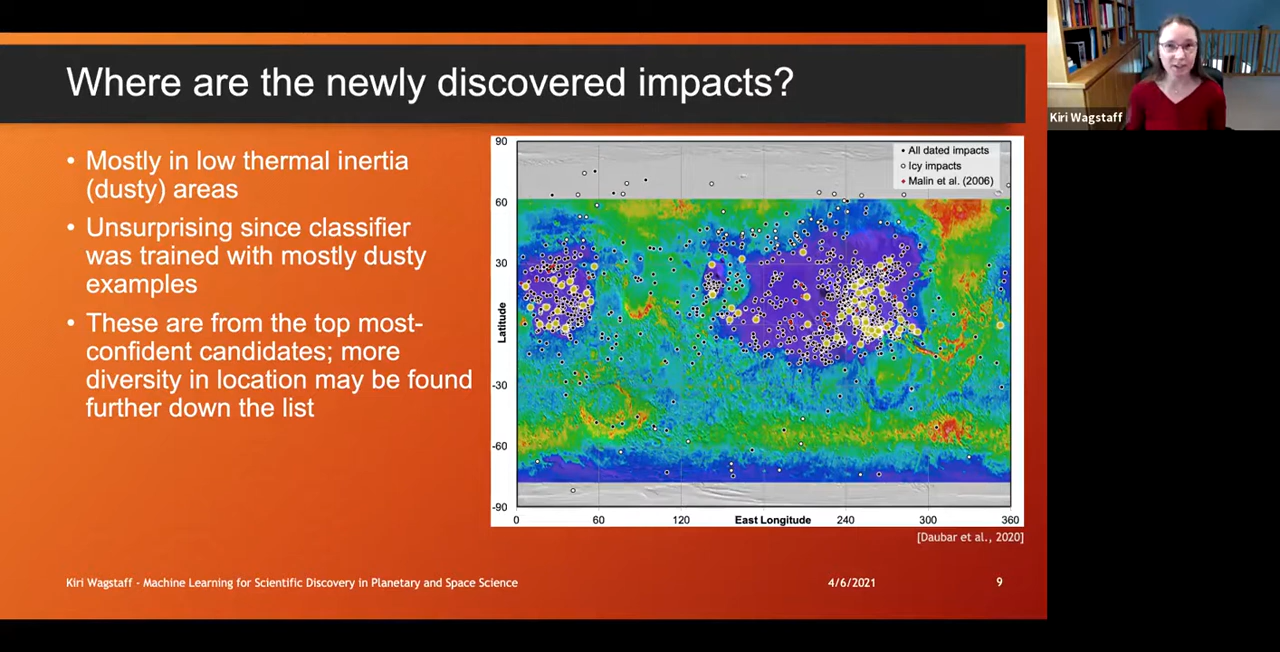 Where are the newly discovered impacts?
• Mostly in low thermal inertia
(dusty) areas
• Unsurprising since classifier
was trained with mostly dusty
examples
• These are from the top most-
confident candidates; more
diversity in location may be found
further down the list
90
60
30
0
-30
-60
-90
Latitude
All dated impacts
Icy impacts
Malin et al. (2006)
0 60 120 East Longitude 240 300 360
[Daubar et al., 2020]
Kiri Wagstaff - Machine Learning for Scientific Discovery in Planetary and Space Science 4/6/2021 9
Kiri Wagstaff